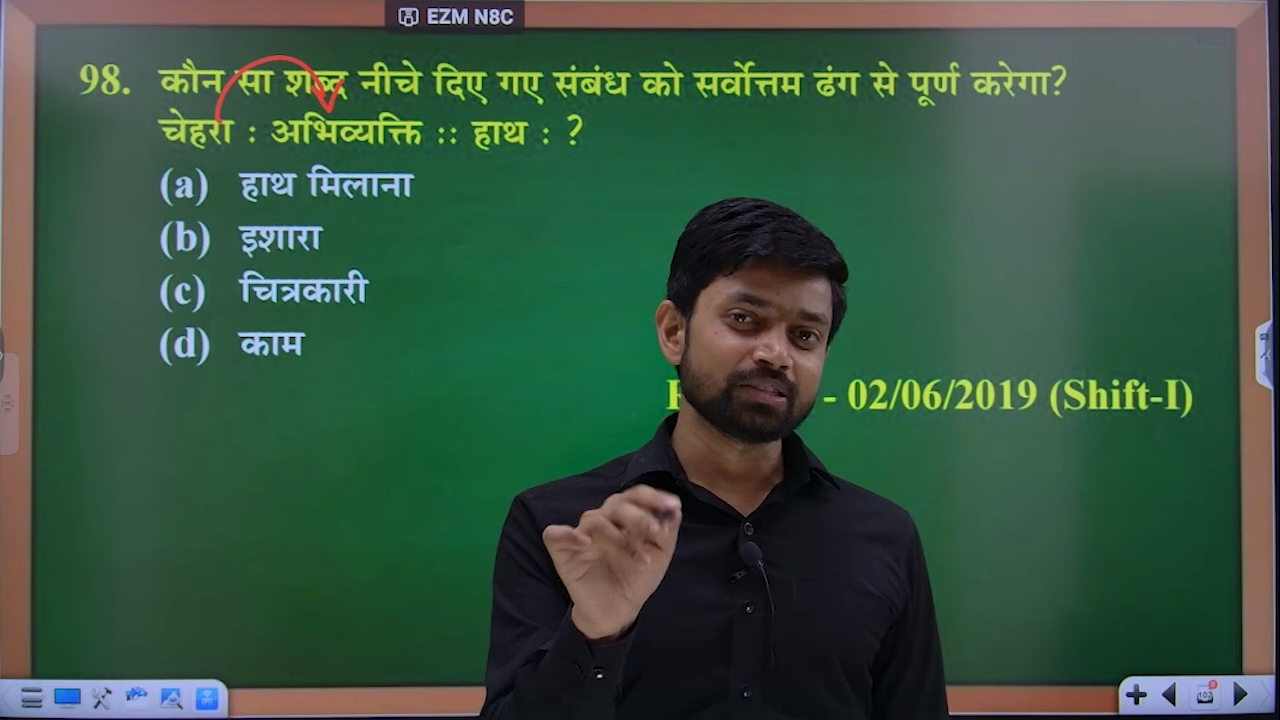 EZM N8C
98. कौन सा शब्द नीचे दिए गए संबंध को सर्वोत्तम ढंग से पूर्ण करेगा?
चेहरा : अभिव्यक्ति :: हाथ : ?
(a) हाथ मिलाना
(b) इशारा
(c) चित्रकारी
(d) काम
- 02/06/2019 (Shift-I)